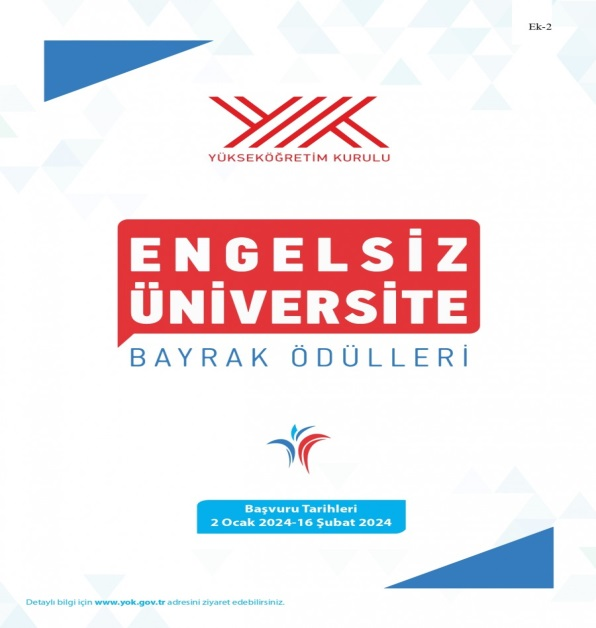 Ek-2
YÜKSEKÖĞRETİM KURULU
ENGELSİZ
ÜNİVERSİTE
BAYRAK ÖDÜLLERİ
Başvuru Tarihleri
2 Ocak 2024-16 Şubat 2024
Detaylı bilgi için www.yok.gov.tr adresini ziyaret edebilirsiniz.